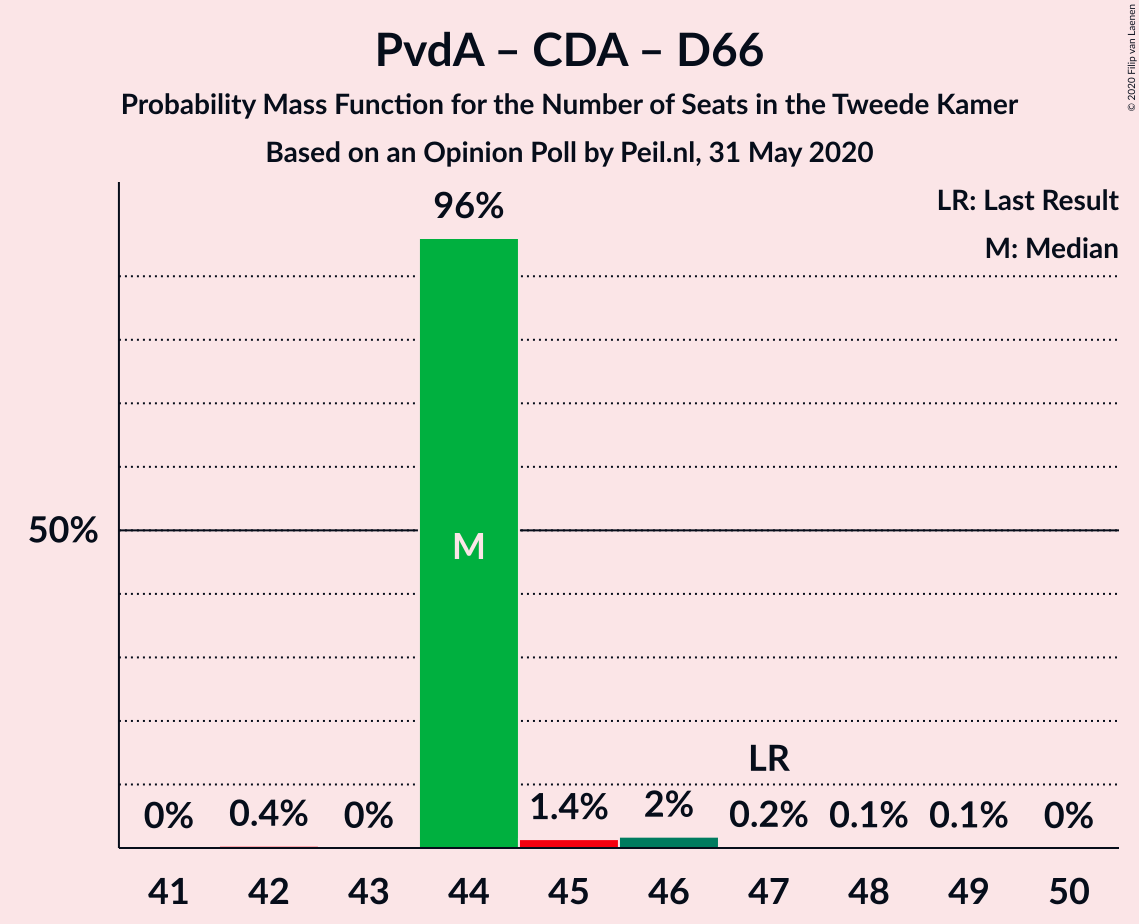 PvdA – CDA – D66
Probability Mass Function for the Number of Seats in the Tweede Kamer
Based on an Opinion Poll by Peil.nl, 31 May 2020
© 2020 Filip van Laenen
LR: Last Result
M: Median
96%
50%
M
LR
0%
0.4%
0%
1.4%
2%
0.2%
0.1%
0.1%
0%
41 42 43 44 45 46 47 48 49 50